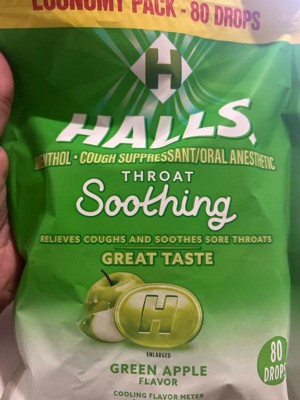 ECONOMY PACK - 80 DROPS
H
HALLS
MENTHOL • COUGH SUPPRESSANT/ORAL ANESTHETIC
THROAT
Soothing
RELIEVES COUGHS AND SOOTHES SORE THROATS
GREAT TASTE
H
ENLARGED
GREEN APPLE
FLAVOR
80
DROPS
COOLING FLAVOR METER